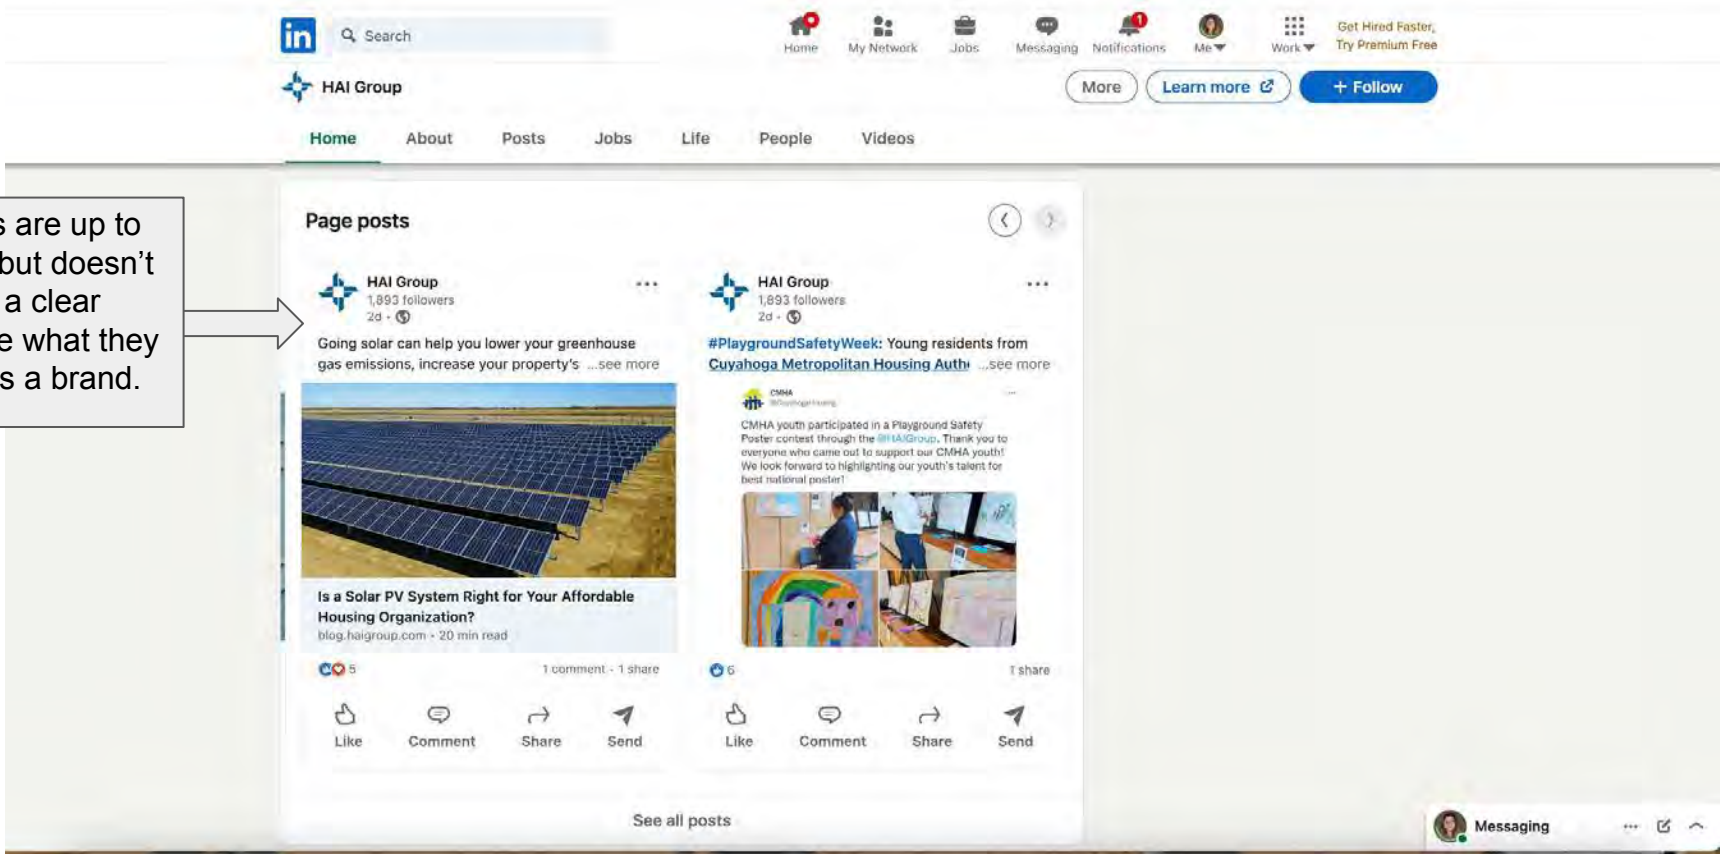 in
Search
Home
My Network
Jobs
Messaging
1
Notifications
Me
Work
Get Hired Faster,
Try Premium Free
HAI Group
More
Learn more
+ Follow
Home
About
Posts
Jobs
Life
People
Videos
s are up to
but doesn't
a clear
e what they
s a brand.
Page posts
HAI Group
1,893 followers
2d •
Going solar can help you lower your greenhouse
gas emissions, increase your property's ...see more
Is a Solar PV System Right for Your Affordable
Housing Organization?
blog.haigroup.com • 20 min read
5
1 comment • 1 share
Like
Comment
Share
Send
HAI Group
1,893 followers
2d •
#PlaygroundSafetyWeek: Young residents from
Cuyahoga Metropolitan Housing Auth ...see more
CMHA
CMHA youth participated in a Playground Safety
Poster contest through the @HAIGroup. Thank you to
everyone who came out to support our CMHA youth!
We look forward to highlighting our youth's talent for
best national poster!
6
1 share
Like
Comment
Share
Send
See all posts
Messaging